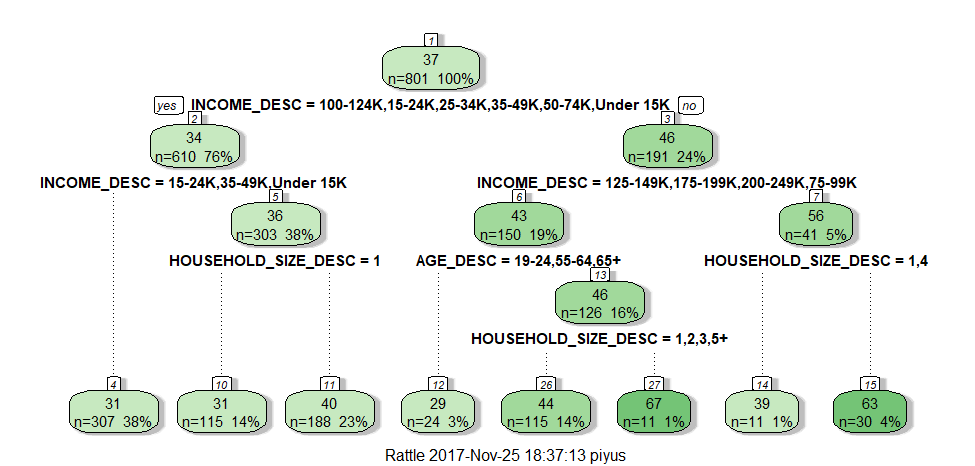 1
37
n=801 100%
yes INCOME_DESC = 100-124K,15-24K,25-34K,35-49K,50-74K,Under 15K no
2 3
34 46
n=610 76% n=191 24%
INCOME_DESC = 15-24K,35-49K,Under 15K INCOME_DESC = 125-149K,175-199K,200-249K,75-99K
5 6 7
36 43 56
n=303 38% n=150 19% n=41 5%
HOUSEHOLD_SIZE_DESC = 1 AGE_DESC = 19-24,55-64,65+ HOUSEHOLD_SIZE_DESC = 1,4
13
46
n=126 16%
HOUSEHOLD_SIZE_DESC = 1,2,3,5+
4 10 11 12 26 27 14 15
31 31 40 29 44 67 39 63
n=307 38% n=115 14% n=188 23% n=24 3% n=115 14% n=11 1% n=11 1% n=30 4%
Rattle 2017-Nov-25 18:37:13 piyus